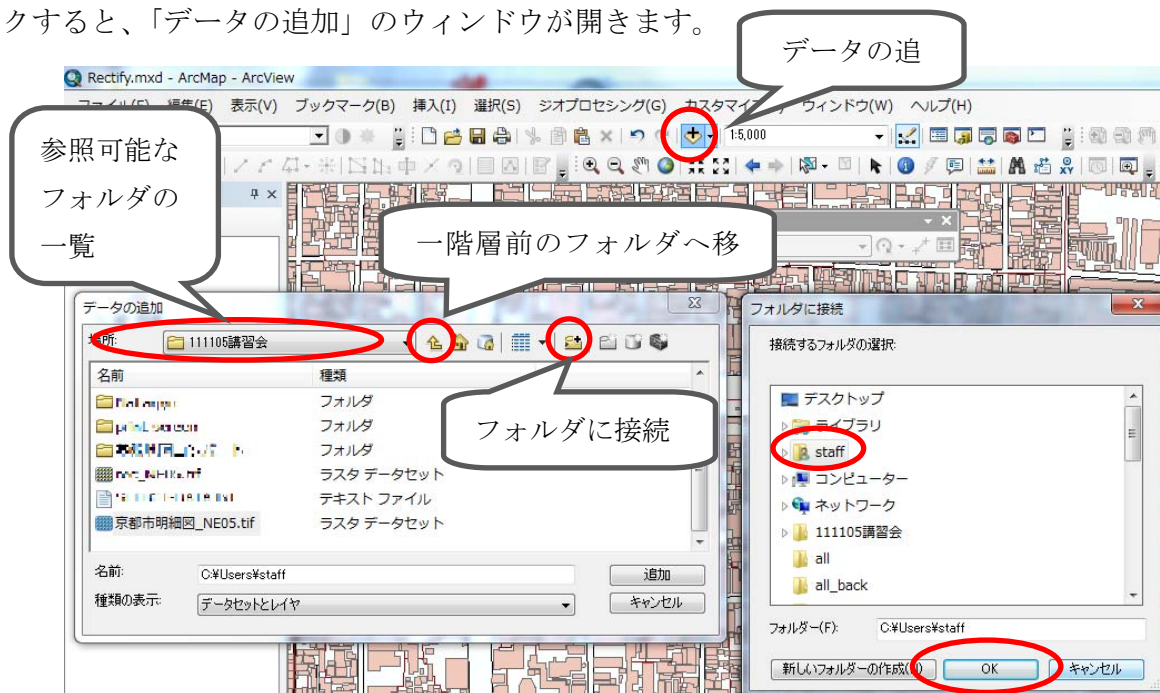 クすると、「データの追加」のウィンドウが開きます。
データの追
Rectify.mxd - ArcMap - ArcView
表示(V) ブックマーク(B) 挿入(I) 選択(S) ジオプロセシング(G) ウィンドウ(W) ヘルプ(H)
参照可能な
フォルダの
一覧
1:5,000
一階層前のフォルダへ移
データの追加
111105講習会
名前 種類
フォルダ
フォルダ
フォルダ
ラスタ データセット
テキスト ファイル
京都市明細図_NE05.tif ラスタ データセット
名前: C:¥Users¥staff 追加
種類の表示: データセットとレイヤ キャンセル
フォルダに接続
フォルダに接続
接続するフォルダの選択:
デスクトップ
ライブラリ
staff
コンピューター
ネットワーク
111105講習会
all
all_back
フォルダー(F): C:¥Users¥staff
新しいフォルダーの作成 OK キャンセル